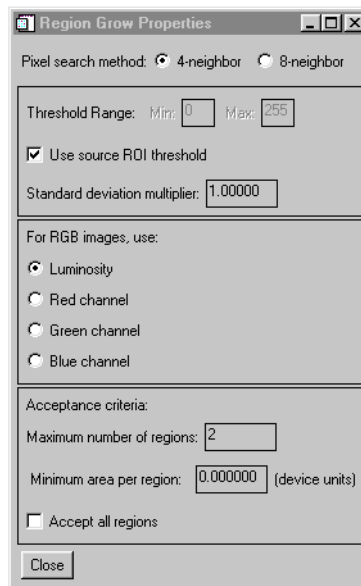 Region Grow Properties
Pixel search method: 4-neighbor 8-neighbor
Threshold Range: Min: 0 Max: 255
Use source ROI threshold
Standard deviation multiplier: 1.00000
For RGB images, use:
Luminosity
Red channel
Green channel
Blue channel
Acceptance criteria:
Maximum number of regions: 2
Minimum area per region: 0.000000 (device units)
Accept all regions
Close